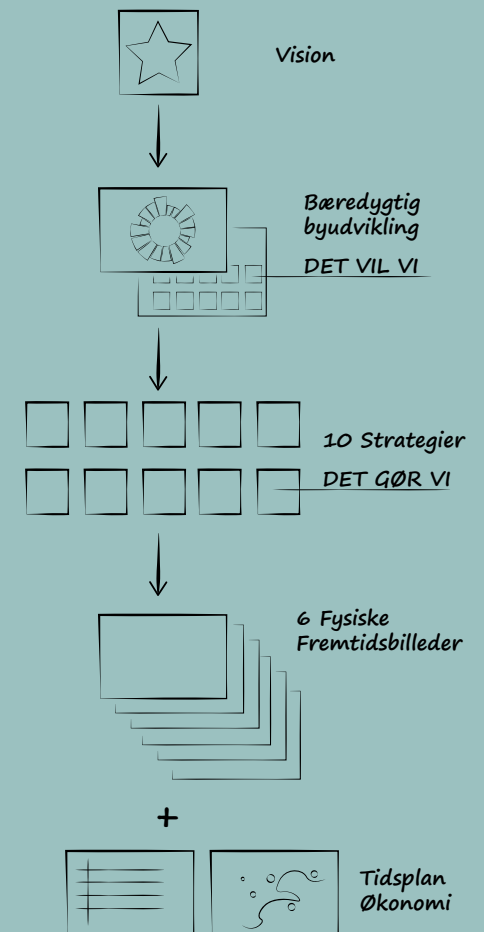 Vision
Bæredygtig
byudvikling
DET VIL VI
10 Strategier
DET GØR VI
6 Fysiske
Fremtidsbilleder
+
Tidsplan
Økonomi